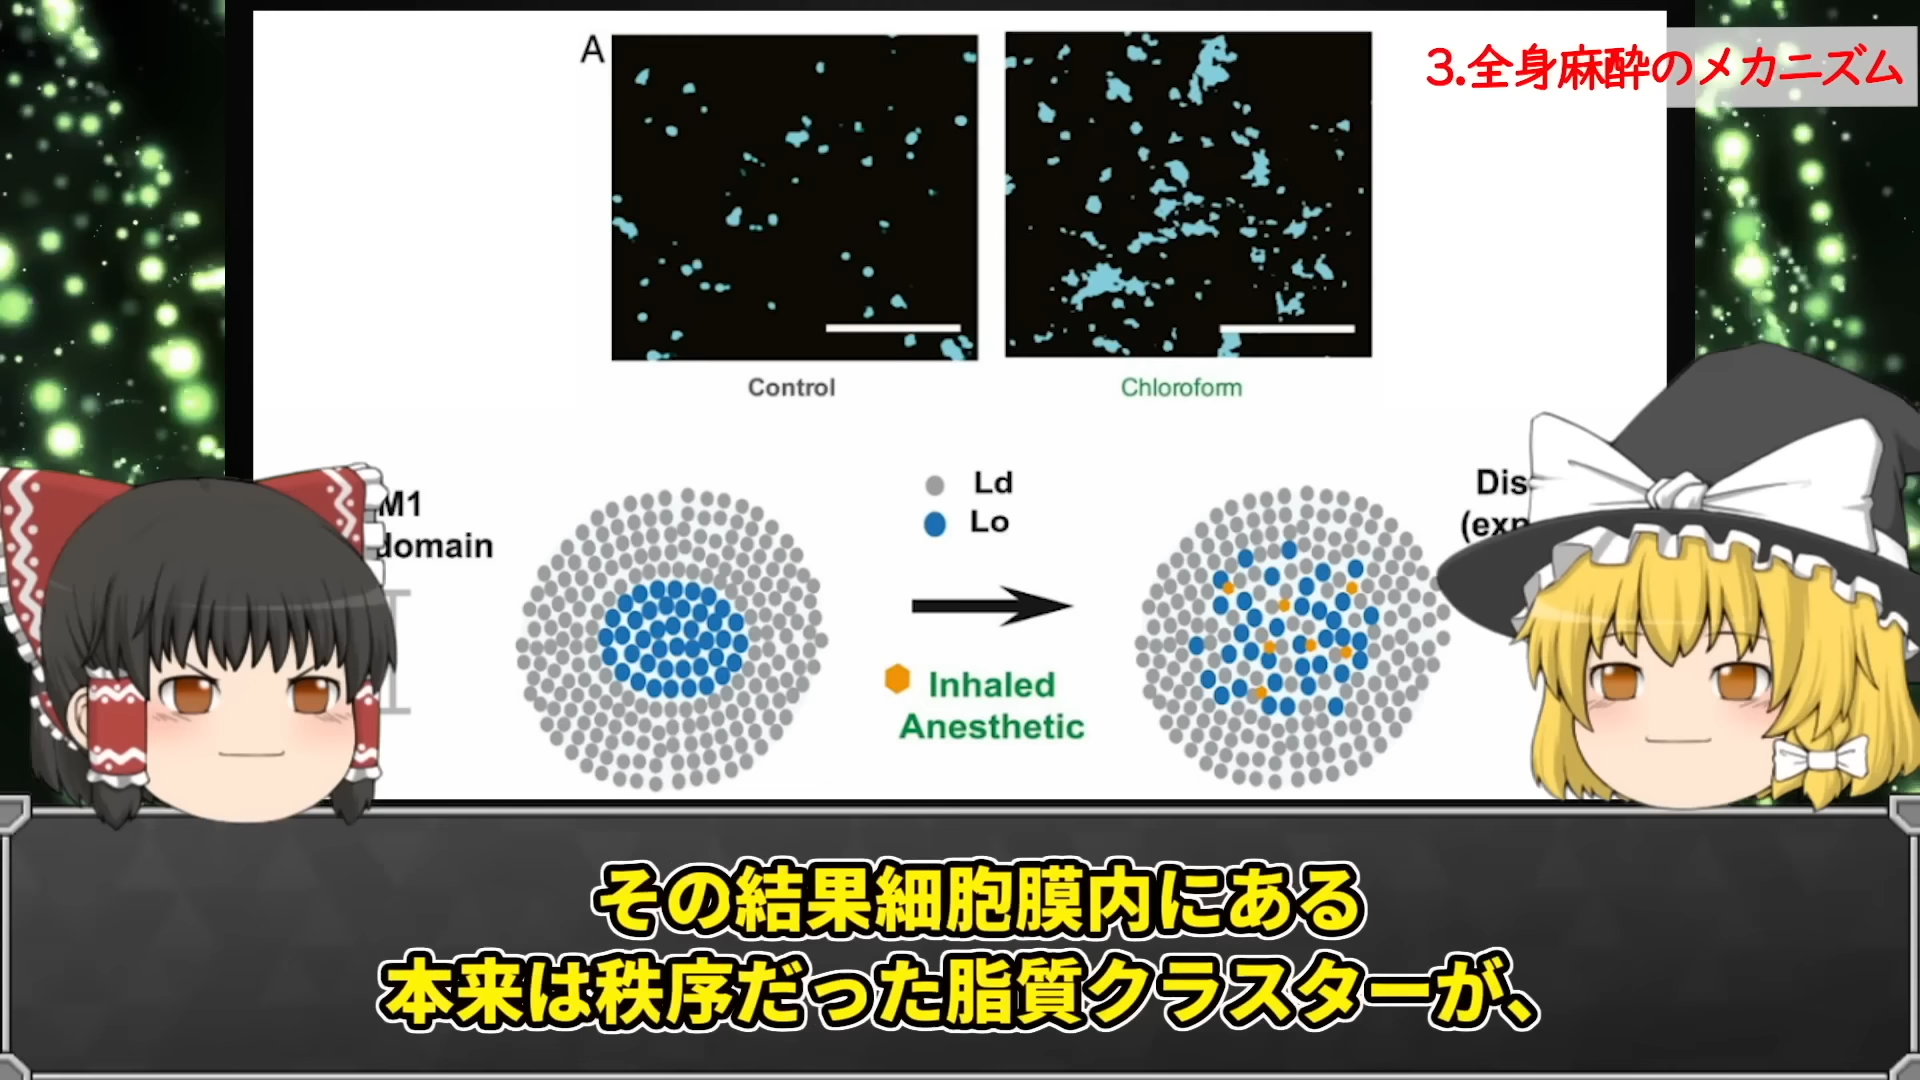 A
3.全身麻酔のメカニズム
Control
Chloroform
M1
domain
Ld
Lo
Inhaled
Anesthetic
Dis
(exp
その結果細胞膜内にある
本来は秩序だった脂質クラスターが、